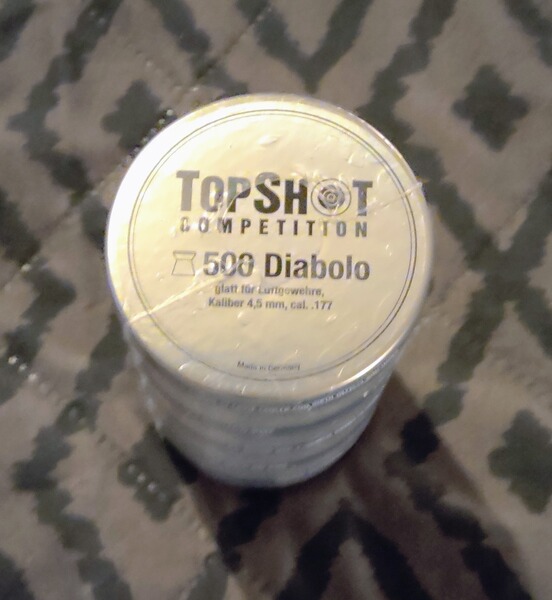 TOPSHOT
COMPETITION
500 Diabolo
glatt für Luftgewehre,
Kaliber 4,5 mm, cal. .177
Made in Germany